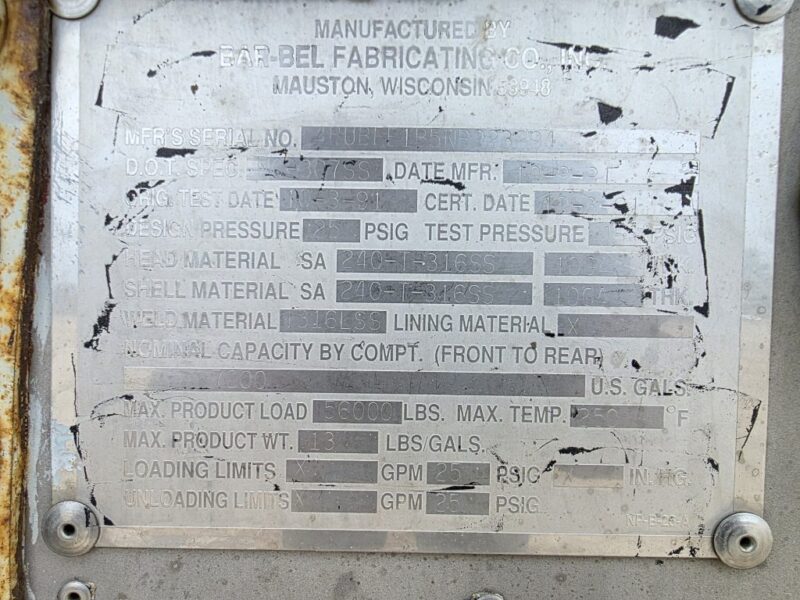 MANUFACTURED BY
BAR-BEL FABRICATING CO., INC.
MAUSTON, WISCONSIN 53948
MFR'S SERIAL NO.
D.O.T. SPEC. 307SS DATE MFR.
ORIG. TEST DATE CERT. DATE
DESIGN PRESSURE 25 PSIG TEST PRESSURE PSIG
HEAD MATERIAL SA 240-T-316SS
SHELL MATERIAL SA 240-T-316SS THK.
WELD MATERIAL 316LSS LINING MATERIAL X
NOMINAL CAPACITY BY COMPT. (FRONT TO REAR)
U.S. GALS.
MAX. PRODUCT LOAD 56000 LBS. MAX. TEMP. 250 °F
MAX. PRODUCT WT. 13 LBS/GALS.
LOADING LIMITS X GPM 25 PSIG X IN. HG.
UNLOADING LIMITS X GPM 25 PSIG.